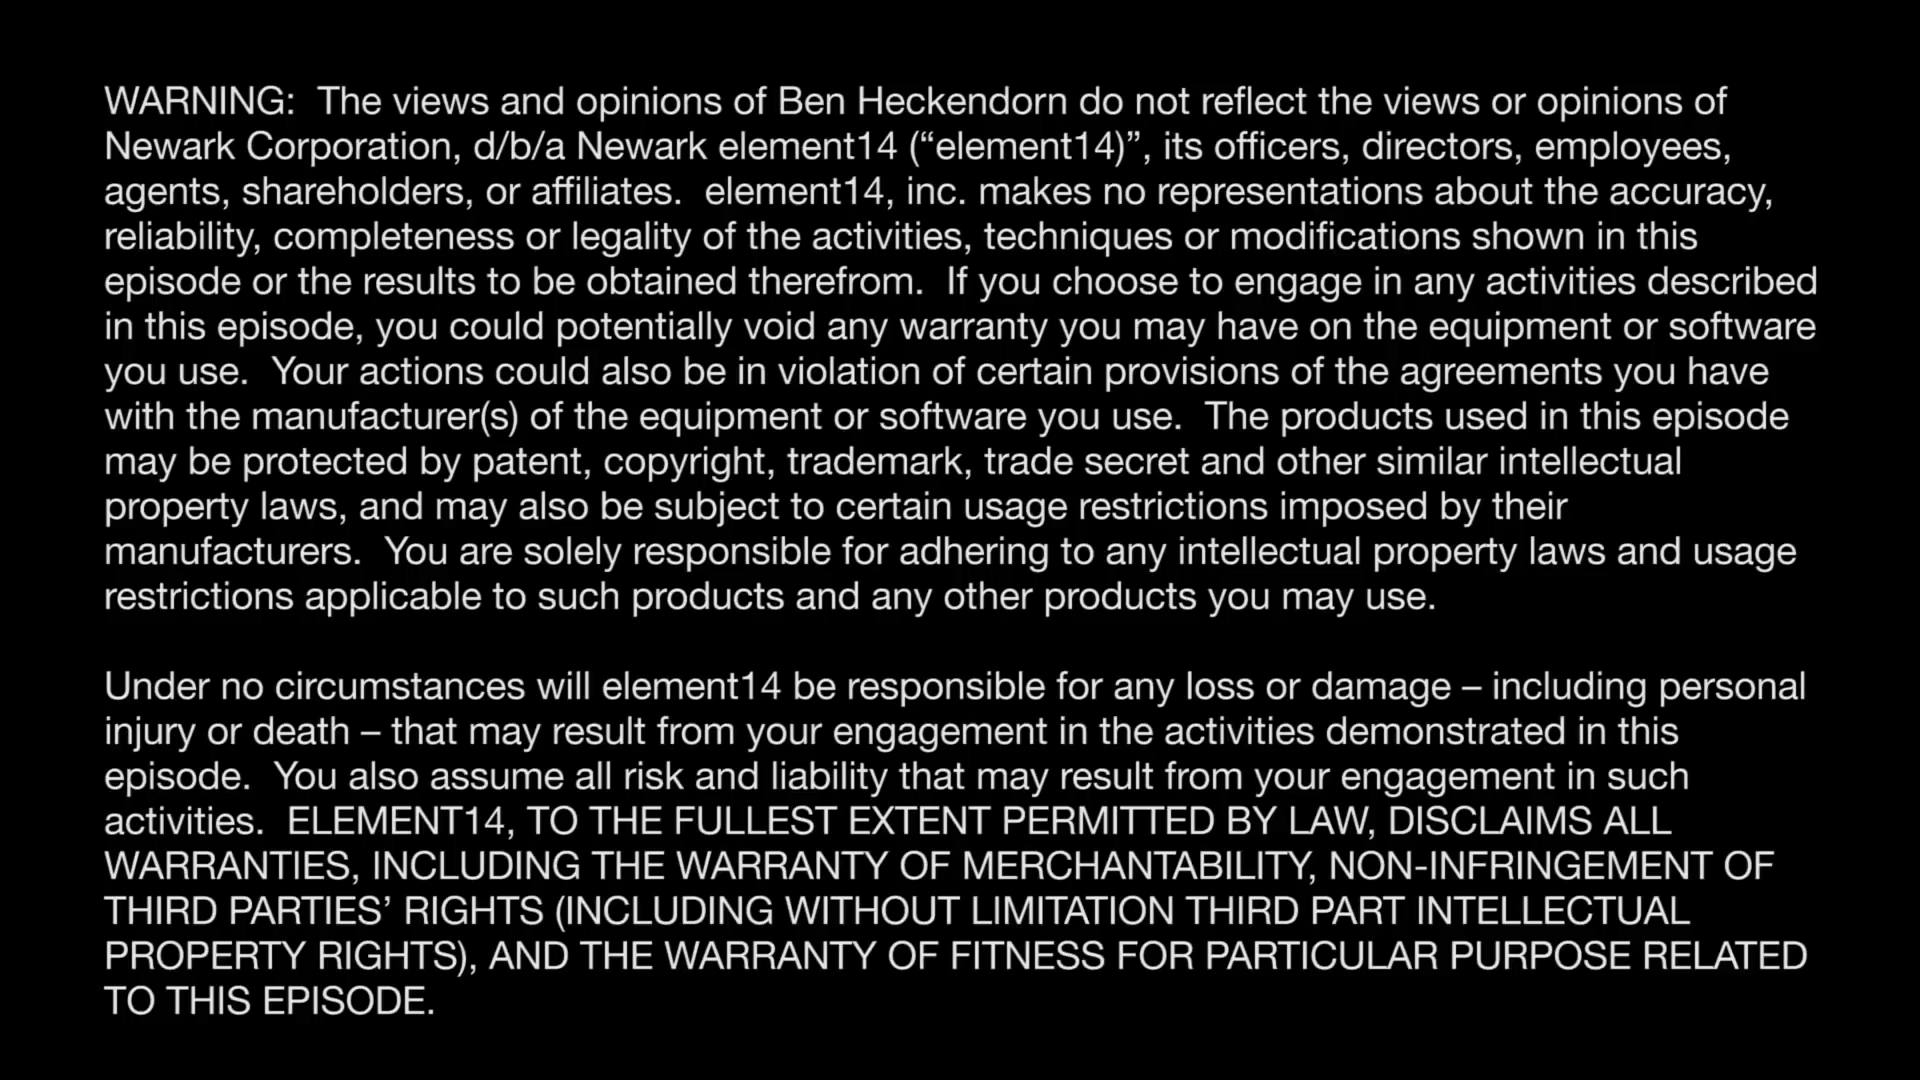 WARNING:  The views and opinions of Ben Heckendorn do not reflect the views or opinions of
Newark Corporation, d/b/a Newark element14 (“element14)”, its officers, directors, employees,
agents, shareholders, or affiliates.  element14, inc. makes no representations about the accuracy,
reliability, completeness or legality of the activities, techniques or modifications shown in this
episode or the results to be obtained therefrom.  If you choose to engage in any activities described
in this episode, you could potentially void any warranty you may have on the equipment or software
you use.  Your actions could also be in violation of certain provisions of the agreements you have
with the manufacturer(s) of the equipment or software you use.  The products used in this episode
may be protected by patent, copyright, trademark, trade secret and other similar intellectual
property laws, and may also be subject to certain usage restrictions imposed by their
manufacturers.  You are solely responsible for adhering to any intellectual property laws and usage
restrictions applicable to such products and any other products you may use.
Under no circumstances will element14 be responsible for any loss or damage – including personal
injury or death – that may result from your engagement in the activities demonstrated in this
episode.  You also assume all risk and liability that may result from your engagement in such
activities.  ELEMENT14, TO THE FULLEST EXTENT PERMITTED BY LAW, DISCLAIMS ALL
WARRANTIES, INCLUDING THE WARRANTY OF MERCHANTABILITY, NON-INFRINGEMENT OF
THIRD PARTIES’ RIGHTS (INCLUDING WITHOUT LIMITATION THIRD PART INTELLECTUAL
PROPERTY RIGHTS), AND THE WARRANTY OF FITNESS FOR PARTICULAR PURPOSE RELATED
TO THIS EPISODE.